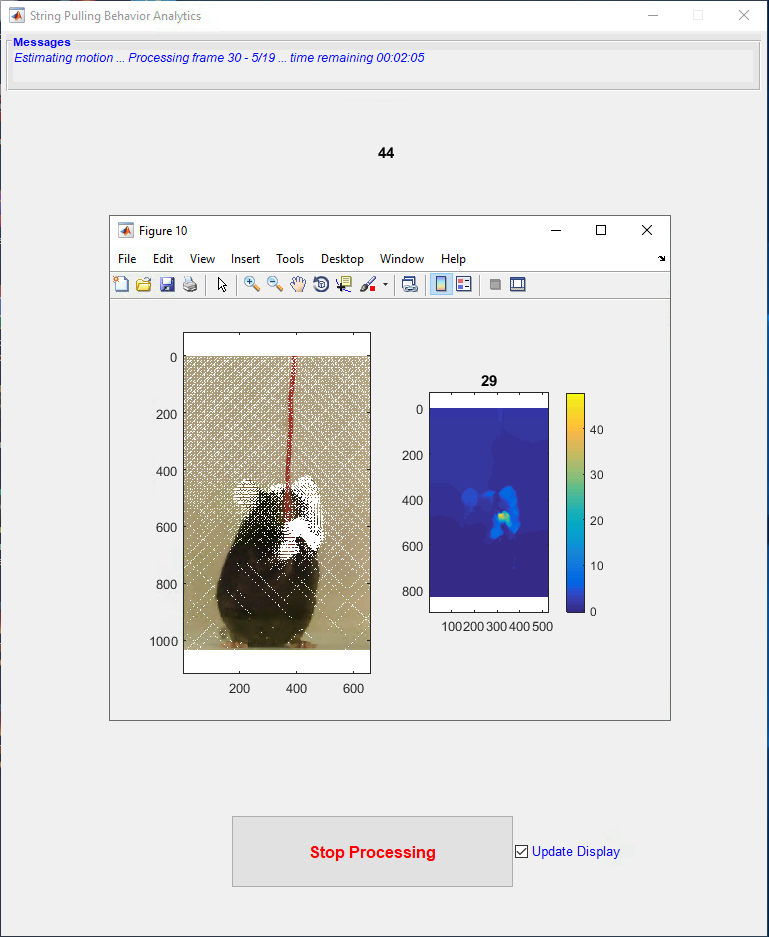 String Pulling Behavior Analytics
Messages
Estimating motion ... Processing frame 30 - 5/19 ... time remaining 00:02:05
44
Figure 10
File Edit View Insert Tools Desktop Window Help
0
200
400
600
800
1000
200 400 600
29
0
200
400
600
800
100 200 300 400 500
40
30
20
10
0
Stop Processing
Update Display